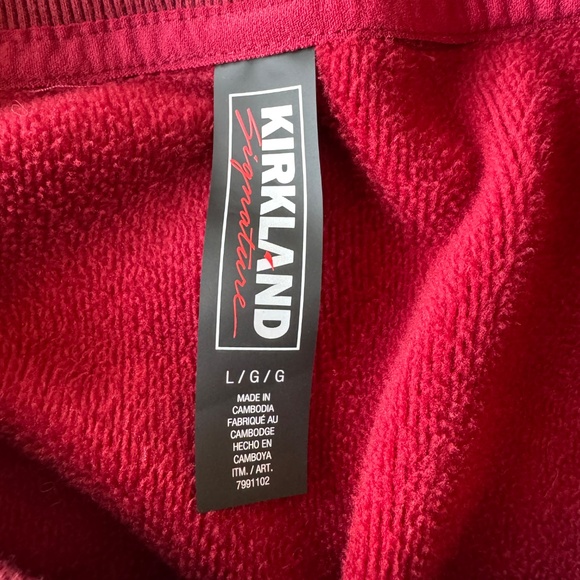 KIRKLAND
Signature
L/G/G
MADE IN
CAMBODIA
FABRIQUÉ AU
CAMBODGE
HECHO EN
CAMBOYA
ITM. / ART.
7991102